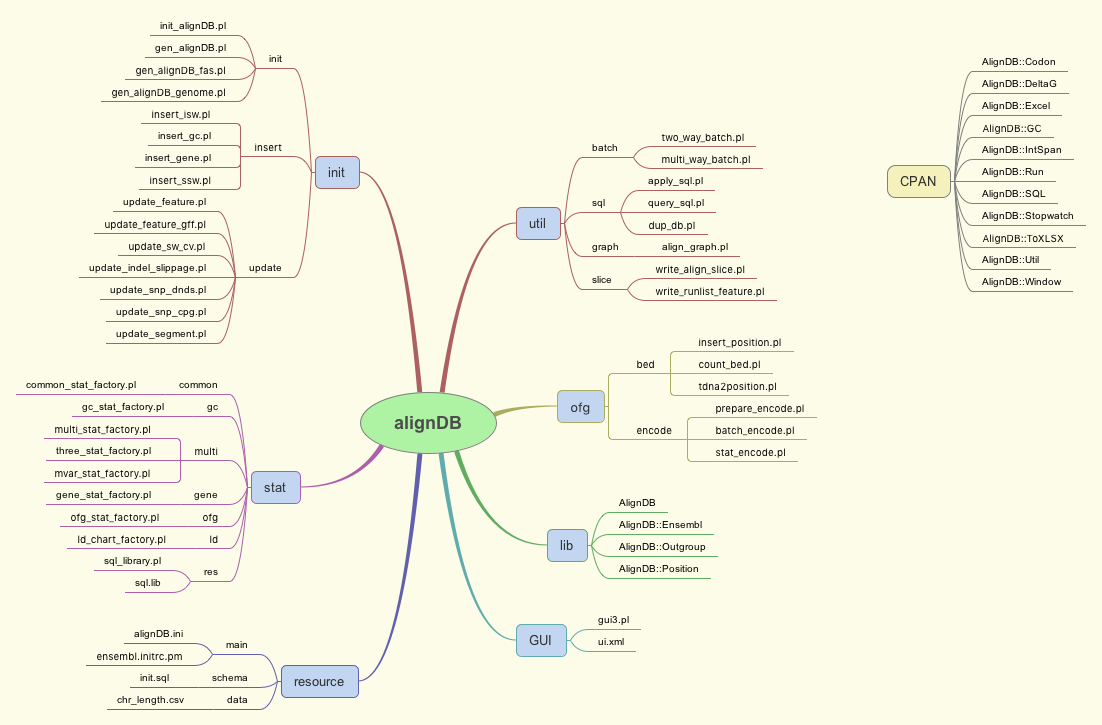 alignDB
init
init
init_alignDB.pl
gen_alignDB.pl
gen_alignDB_fas.pl
gen_alignDB_genome.pl
insert
insert_isw.pl
insert_gc.pl
insert_gene.pl
insert_ssw.pl
update
update_feature.pl
update_feature_gff.pl
update_sw_cv.pl
update_indel_slippage.pl
update_snp_dnds.pl
update_snp_cpg.pl
update_segment.pl
stat
common
common_stat_factory.pl
gc
gc_stat_factory.pl
multi
multi_stat_factory.pl
three_stat_factory.pl
mvar_stat_factory.pl
gene
gene_stat_factory.pl
ofg
ofg_stat_factory.pl
ld
ld_chart_factory.pl
res
sql_library.pl
sql.lib
resource
main
alignDB.ini
ensembl.initrc.pm
schema
init.sql
data
chr_length.csv
util
batch
two_way_batch.pl
multi_way_batch.pl
sql
apply_sql.pl
query_sql.pl
dup_db.pl
graph
align_graph.pl
slice
write_align_slice.pl
write_runlist_feature.pl
ofg
bed
insert_position.pl
count_bed.pl
tdna2position.pl
encode
prepare_encode.pl
batch_encode.pl
stat_encode.pl
lib
AlignDB
AlignDB::Ensembl
AlignDB::Outgroup
AlignDB::Position
GUI
gui3.pl
ui.xml
CPAN
AlignDB::Codon
AlignDB::DeltaG
AlignDB::Excel
AlignDB::GC
AlignDB::IntSpan
AlignDB::Run
AlignDB::SQL
AlignDB::Stopwatch
AlignDB::ToXLSX
AlignDB::Util
AlignDB::Window